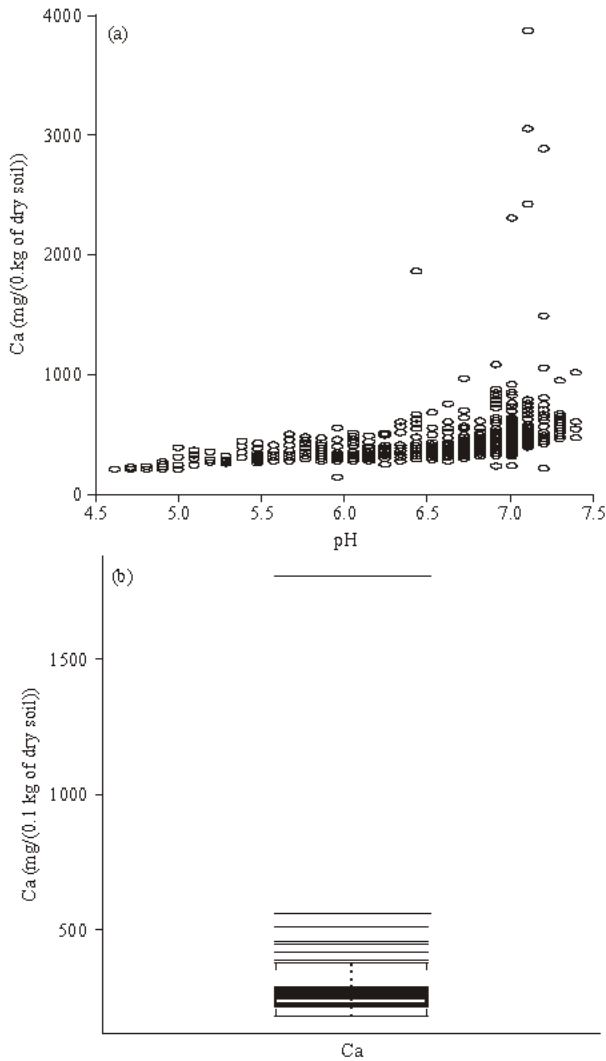 (a)
Ca (mg/(0.kg of dry soil))
4000
3000
2000
1000
0
4.5 5.0 5.5 6.0 6.5 7.0 7.5
pH
(b)
Ca (mg/(0.1 kg of dry soil))
1500
1000
500
Ca